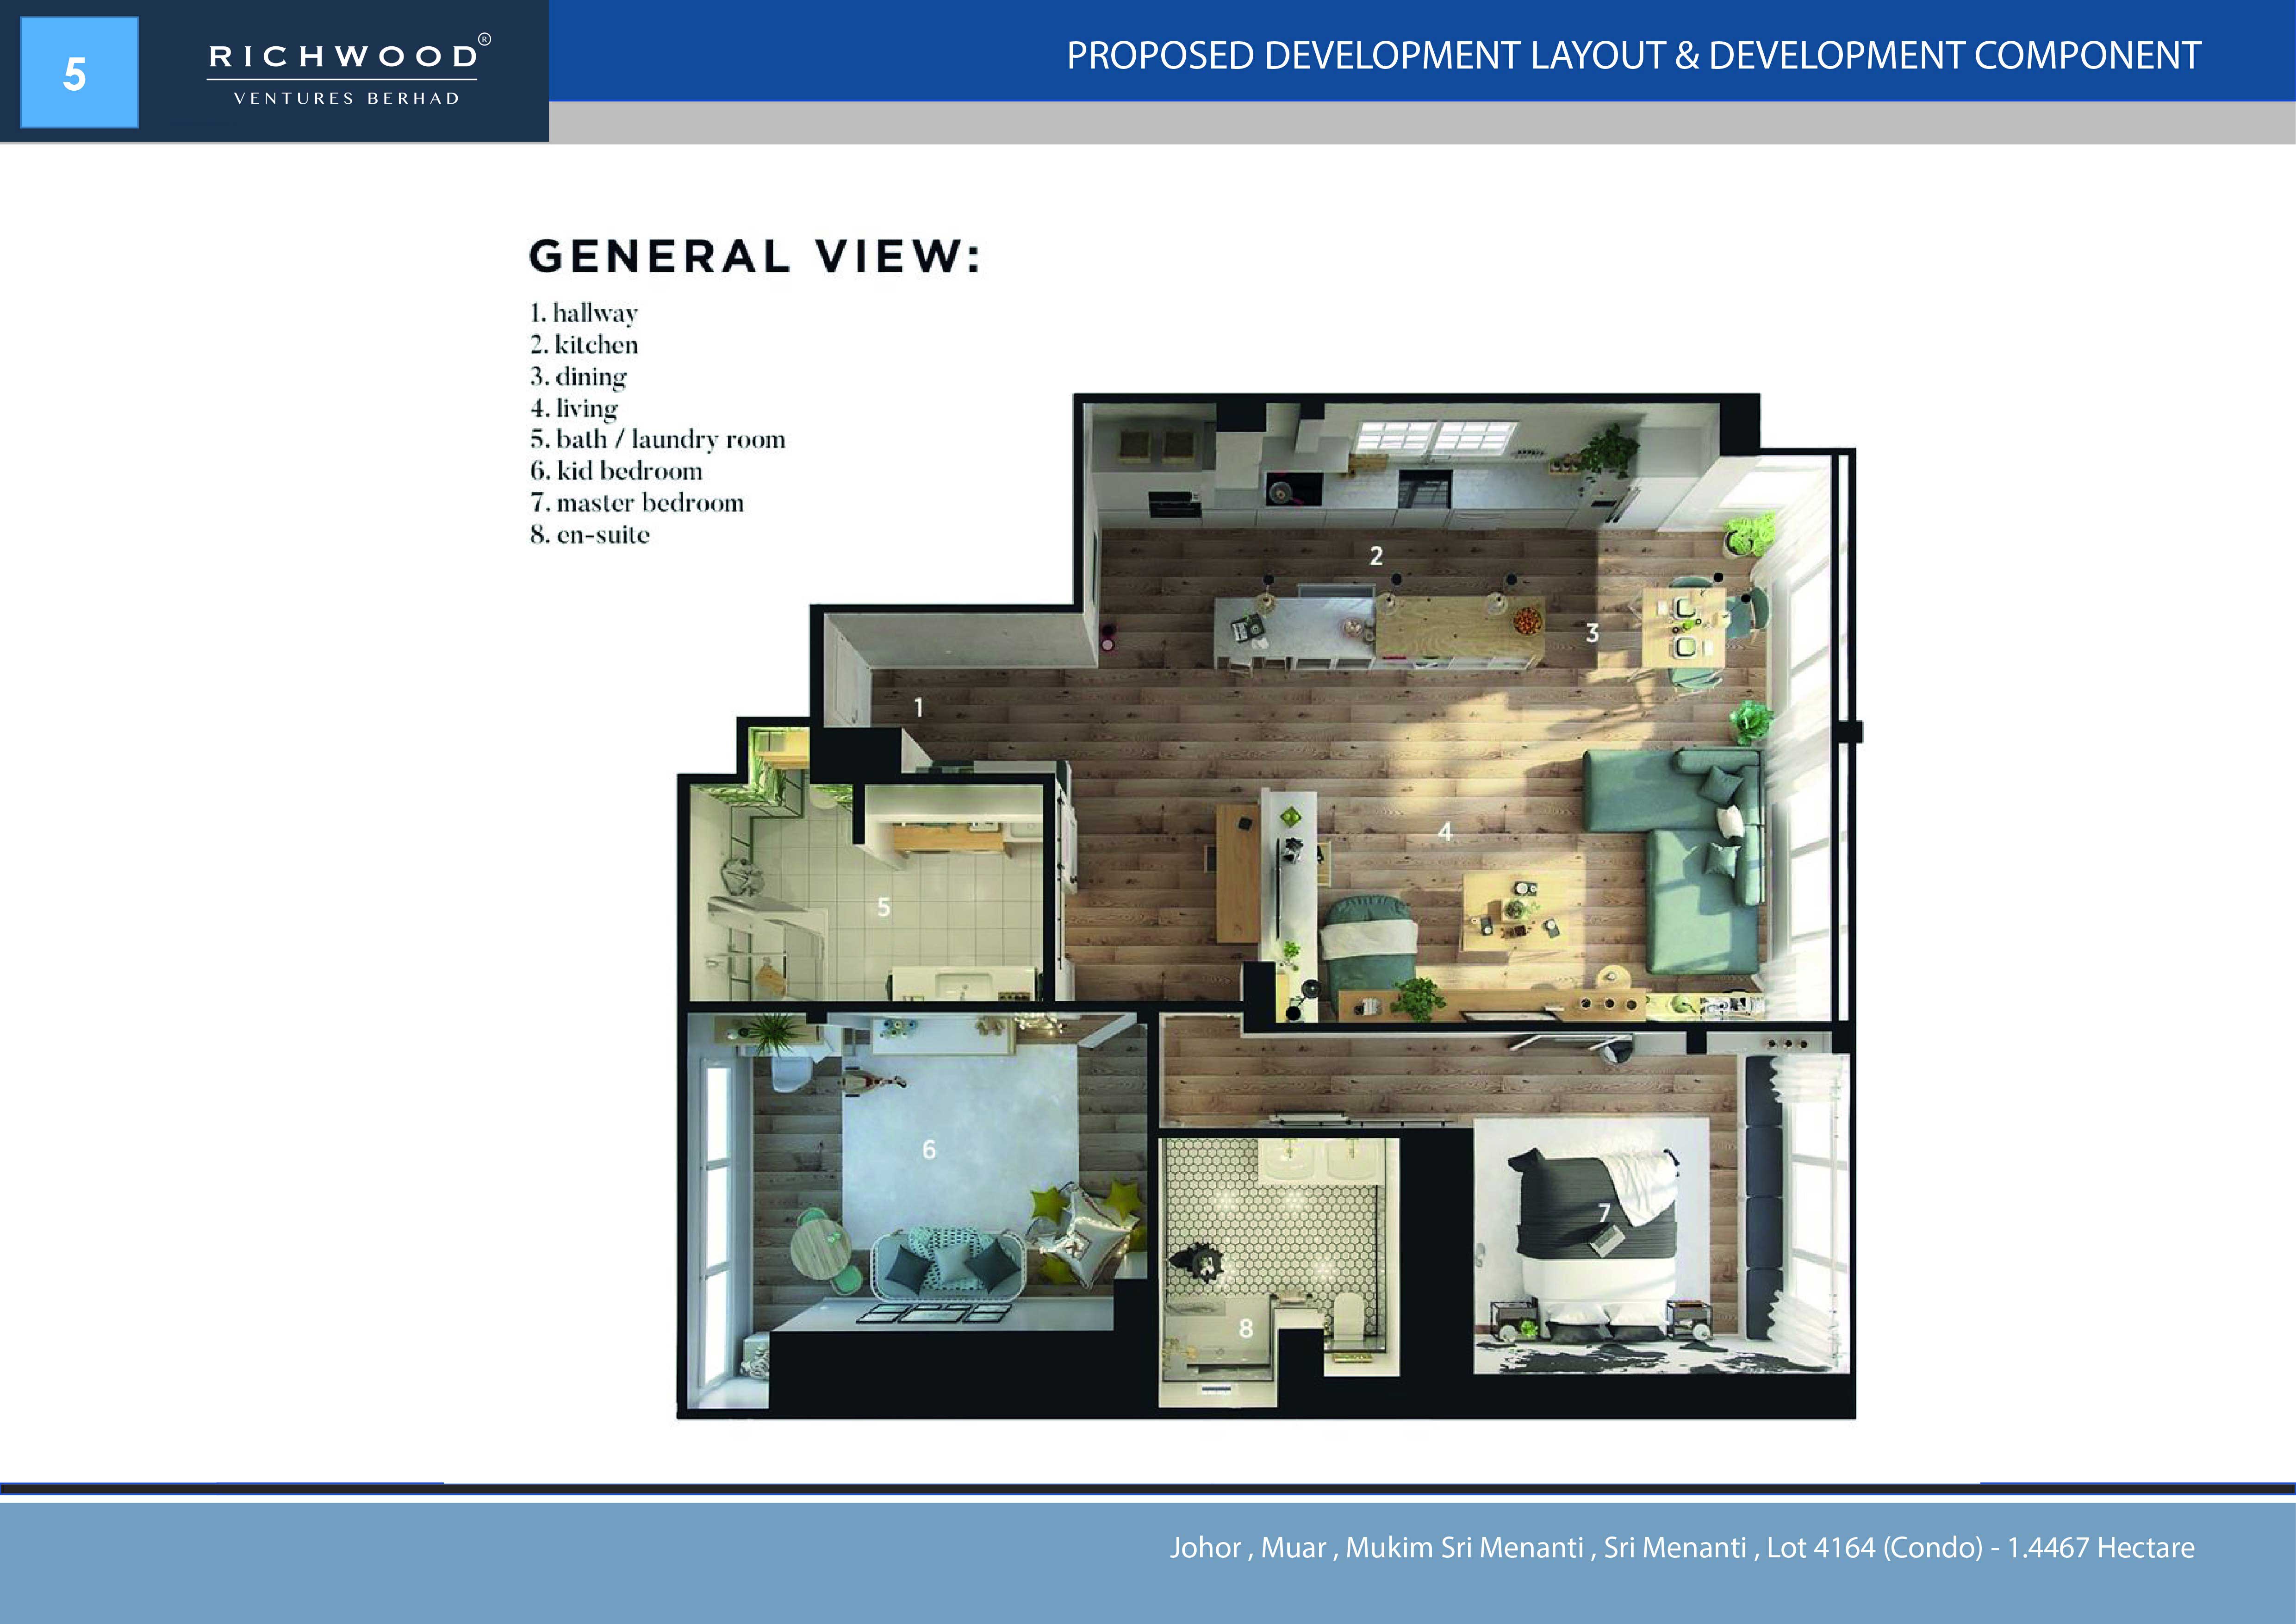 5
RICHWOOD®
VENTURES BERHAD
PROPOSED DEVELOPMENT LAYOUT & DEVELOPMENT COMPONENT
GENERAL VIEW:
1. hallway
2. kitchen
3. dining
4. living
5. bath / laundry room
6. kid bedroom
7. master bedroom
8. en-suite
2
3
1
4
5
6
7
8
Johor , Muar , Mukim Sri Menanti , Sri Menanti , Lot 4164 (Condo) - 1.4467 Hectare